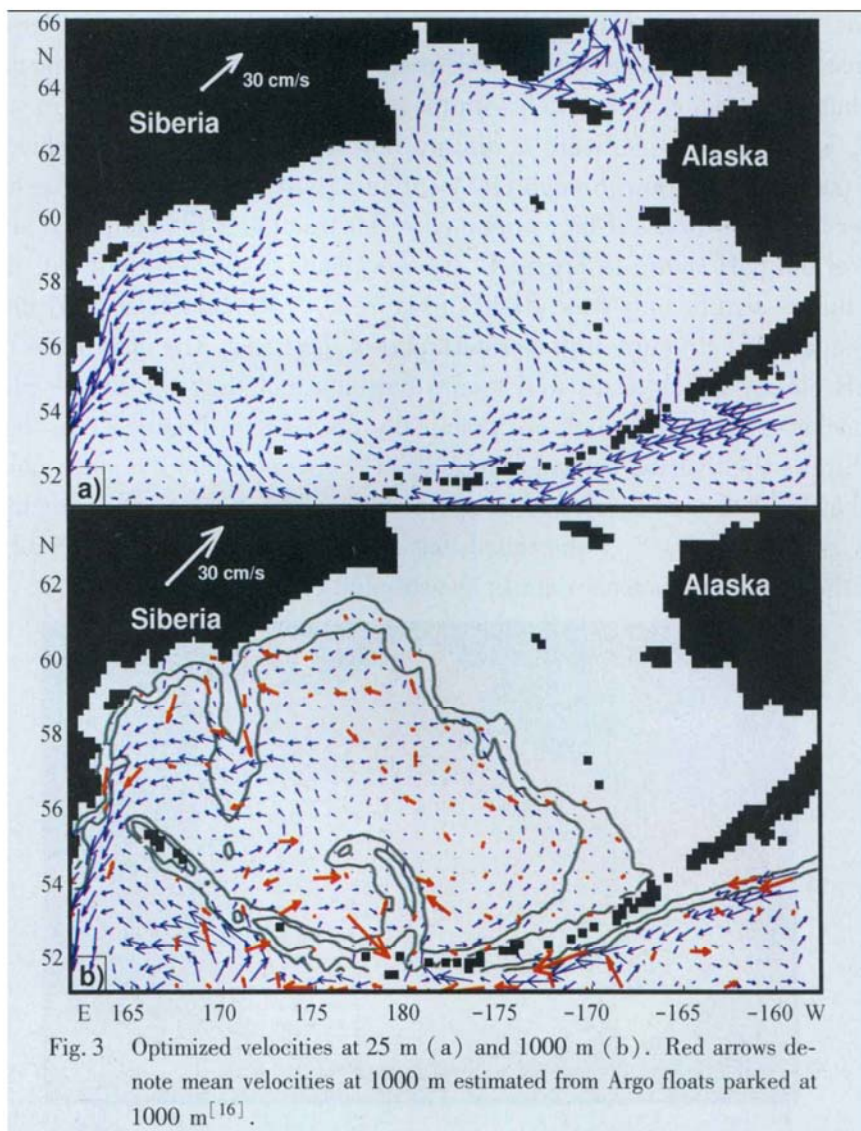 66
N
64
62
60
58
56
54
52
30 cm/s
Siberia
Alaska
a)
N
62
60
58
56
54
52
30 cm/s
Siberia
Alaska
b)
E 165 170 175 180 -175 -170 -165 -160 W
Fig. 3 Optimized velocities at 25 m (a) and 1000 m (b). Red arrows de-
note mean velocities at 1000 m estimated from Argo floats parked at
1000 m[16].